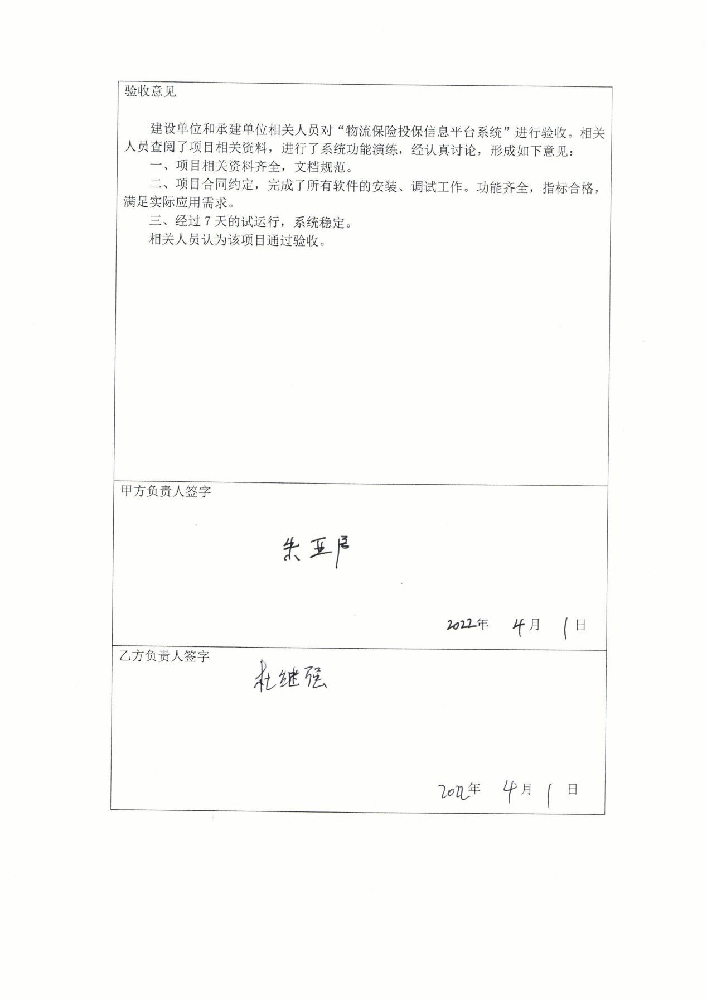 验收意见
建设单位和承建单位相关人员对“物流保险投保信息平台系统”进行验收。相关
人员查阅了项目相关资料，进行了系统功能演练，经认真讨论，形成如下意见：
一、项目相关资料齐全，文档规范。
二、项目合同约定，完成了所有软件的安装、调试工作。功能齐全，指标合格，
满足实际应用需求。
三、经过7天的试运行，系统稳定。
相关人员认为该项目通过验收。
甲方负责人签字
朱亚
2022年 4月 1日
乙方负责人签字
杜继强
2022年 4月 1日